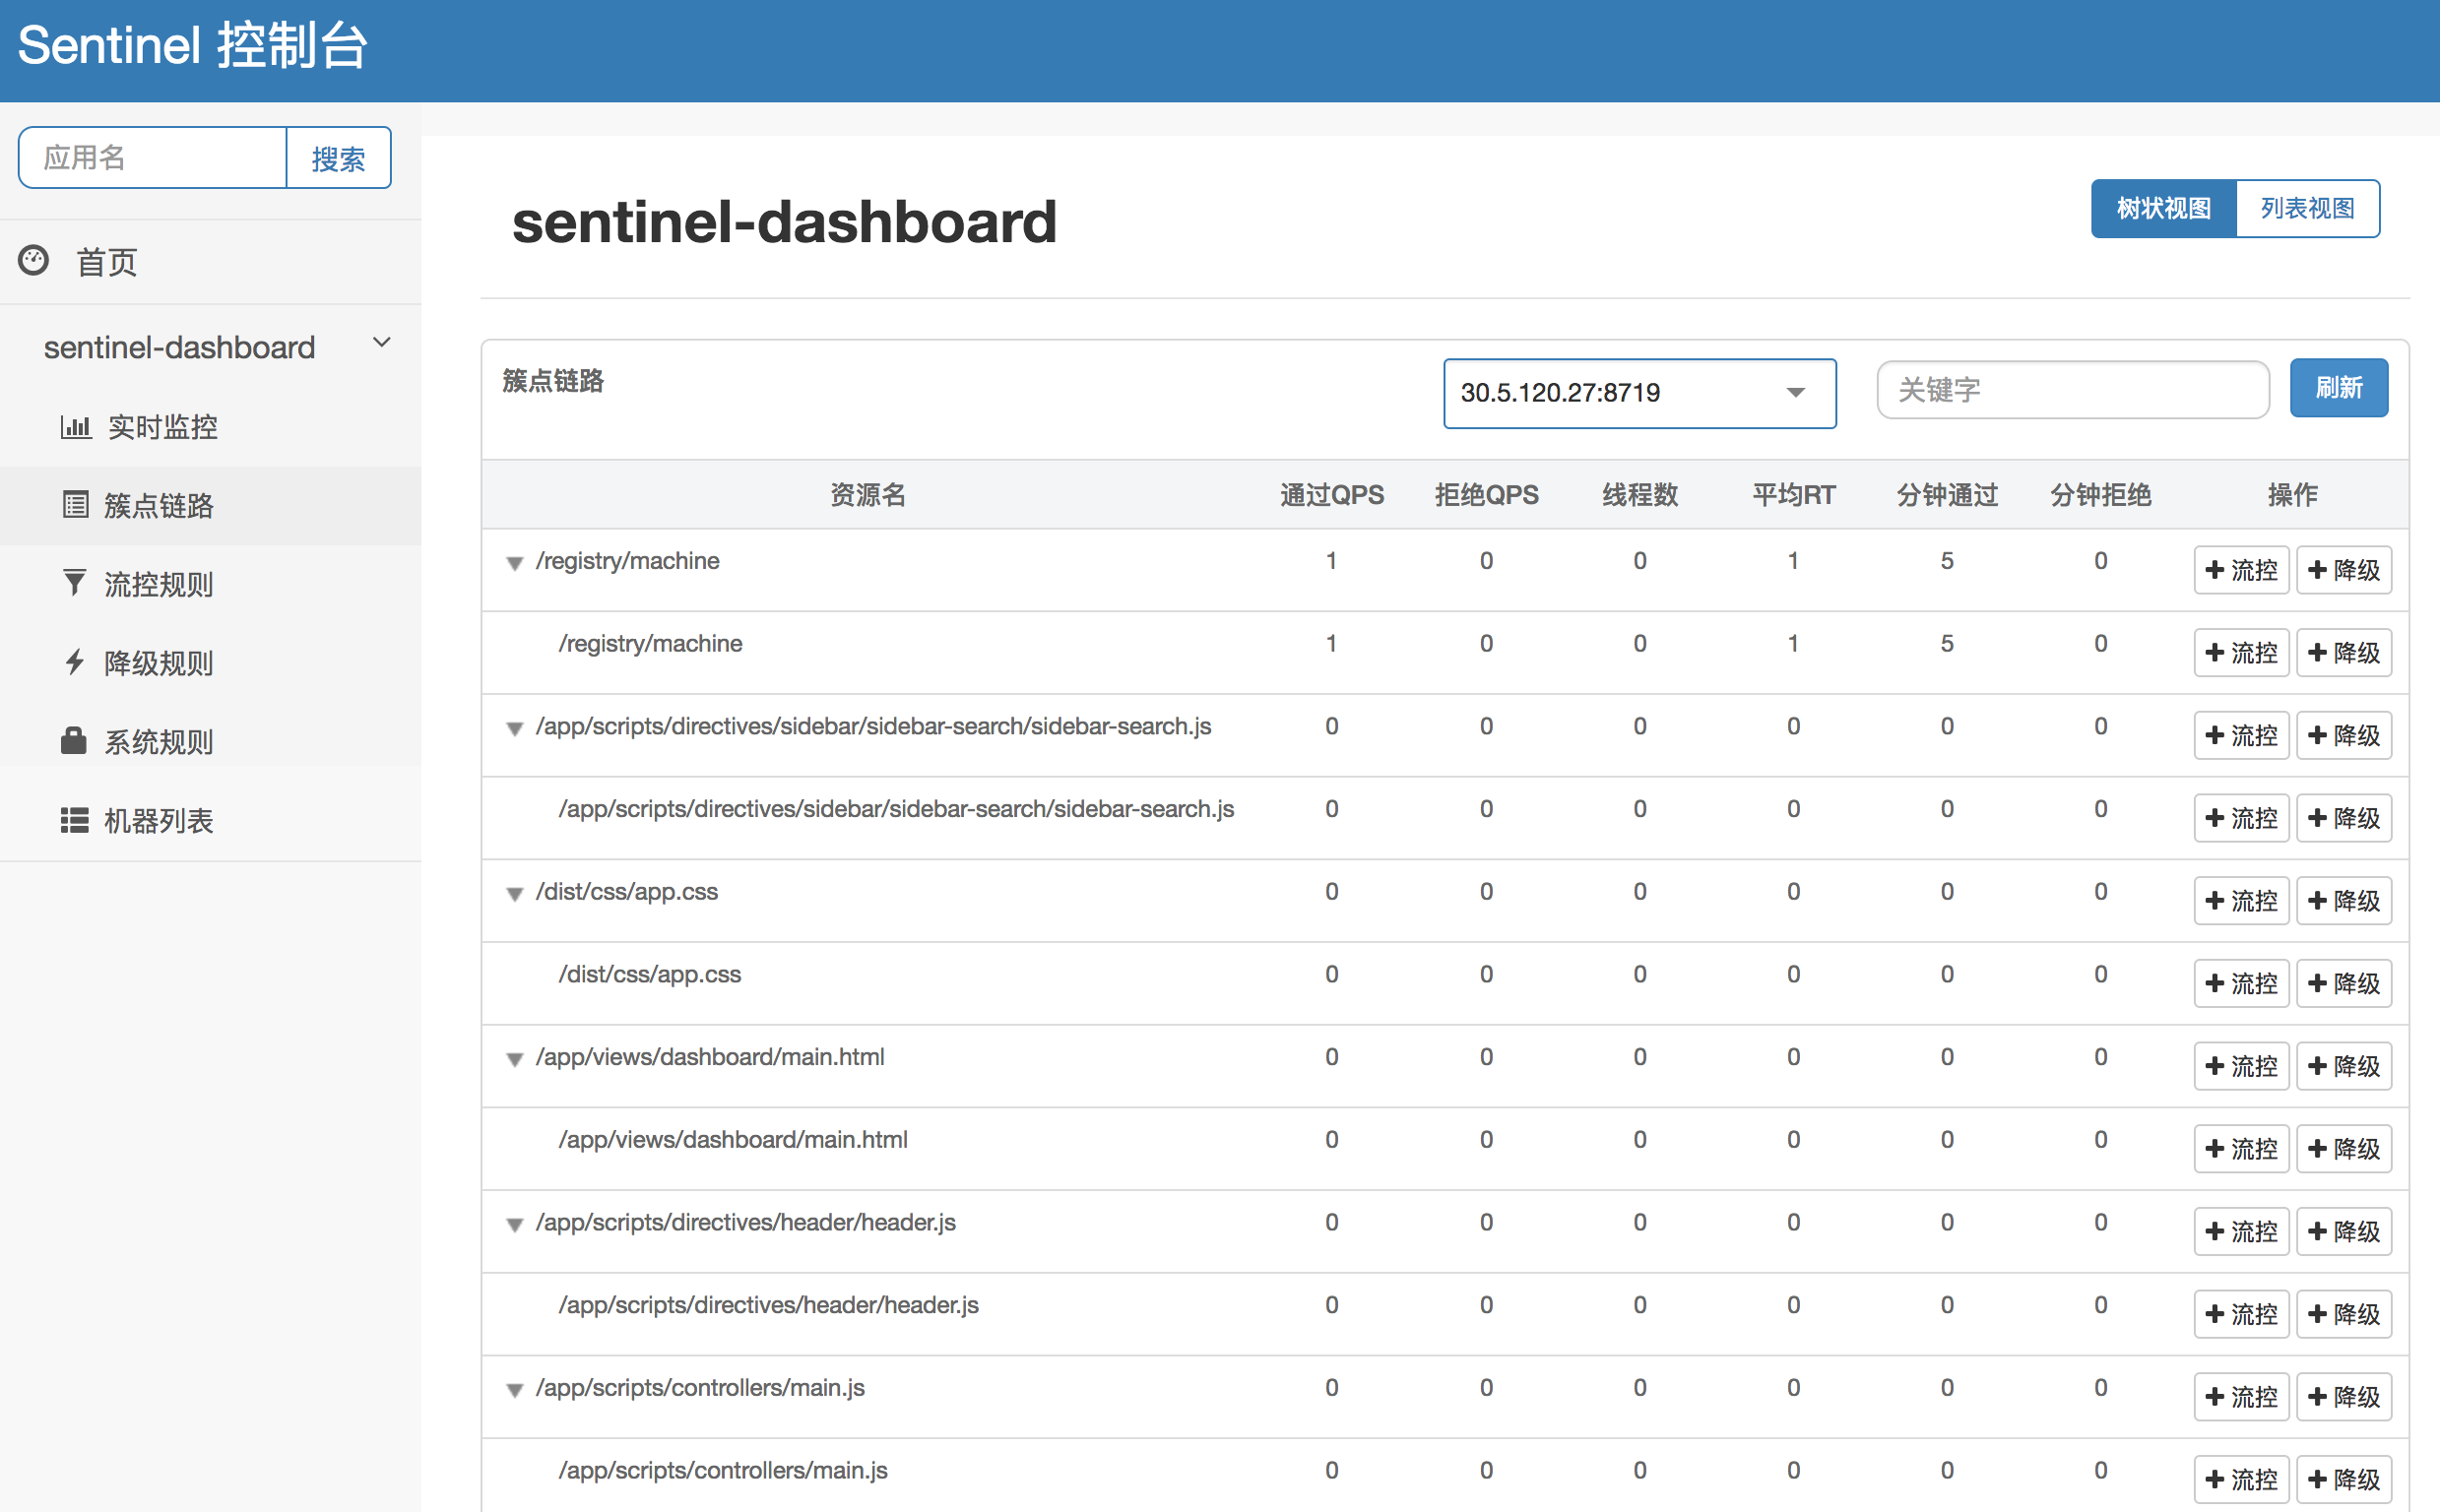 Sentinel 控制台
应用名 搜索
首页
sentinel-dashboard
实时监控
簇点链路
流控规则
降级规则
系统规则
机器列表
sentinel-dashboard
树状视图 列表视图
簇点链路 30.5.120.27:8719 关键字 刷新
资源名 通过QPS 拒绝QPS 线程数 平均RT 分钟通过 分钟拒绝 操作
/registry/machine 1 0 0 1 5 0 流控 降级
/registry/machine 1 0 0 1 5 0 流控 降级
/app/scripts/directives/sidebar/sidebar-search/sidebar-search.js 0 0 0 0 0 0 流控 降级
/app/scripts/directives/sidebar/sidebar-search/sidebar-search.js 0 0 0 0 0 0 流控 降级
/dist/css/app.css 0 0 0 0 0 0 流控 降级
/dist/css/app.css 0 0 0 0 0 0 流控 降级
/app/views/dashboard/main.html 0 0 0 0 0 0 流控 降级
/app/views/dashboard/main.html 0 0 0 0 0 0 流控 降级
/app/scripts/directives/header/header.js 0 0 0 0 0 0 流控 降级
/app/scripts/directives/header/header.js 0 0 0 0 0 0 流控 降级
/app/scripts/controllers/main.js 0 0 0 0 0 0 流控 降级
/app/scripts/controllers/main.js 0 0 0 0 0 0 流控 降级